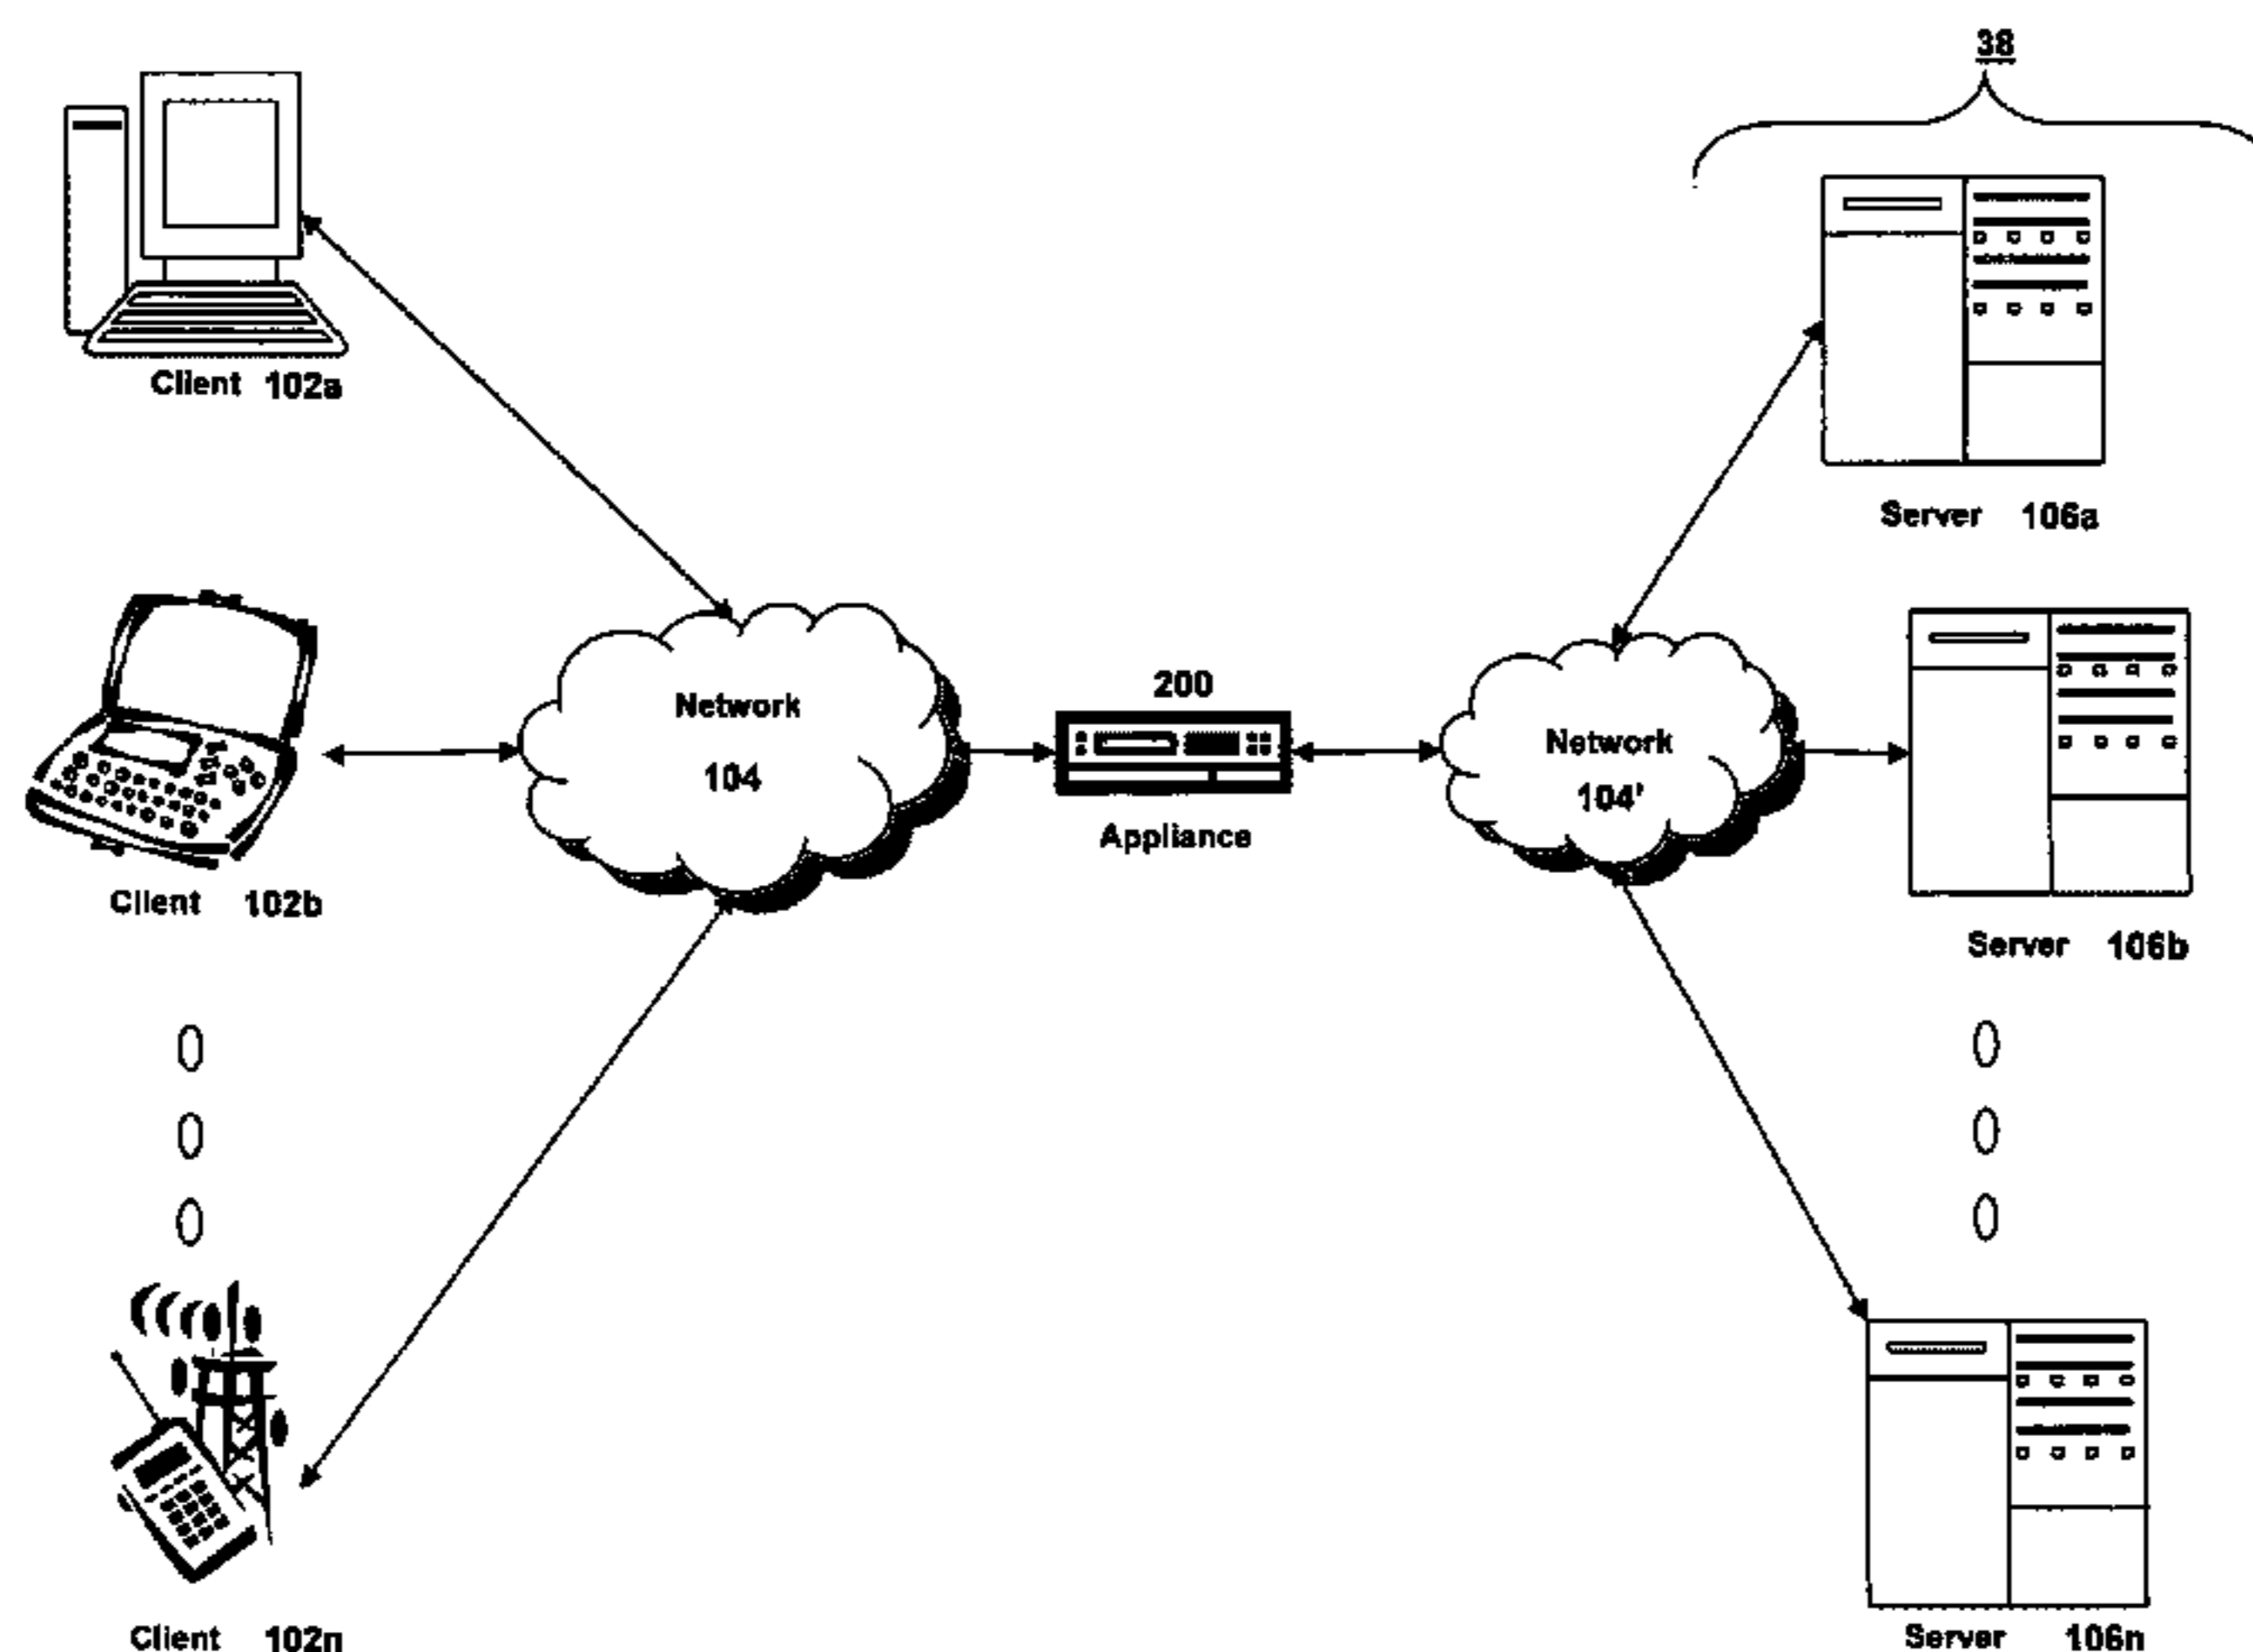 38
Client 102a
Server 106a
200
Network
104
Network
104'
Appliance
Client 102b
Server 106b
Client 102n
Server 106n